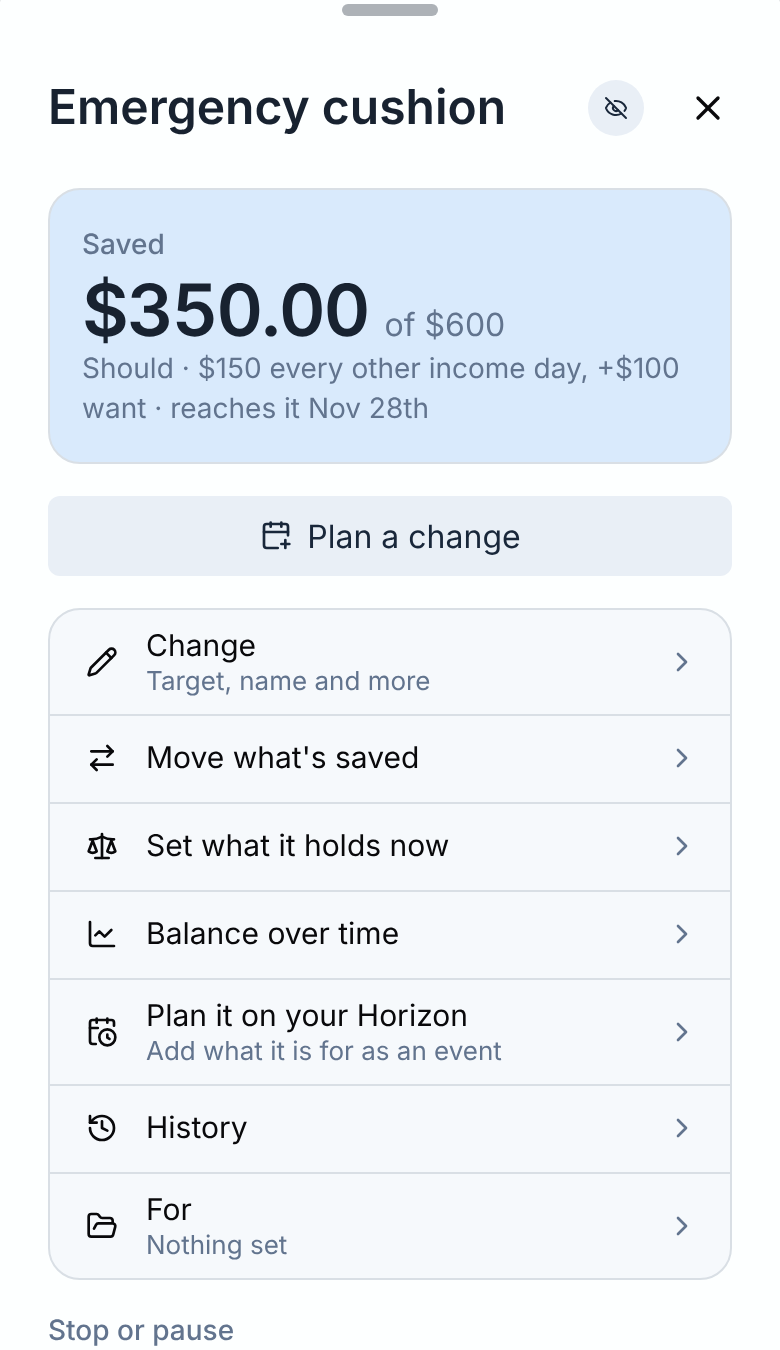 Emergency cushion
Saved
$350.00 of $600
Should · $150 every other income day, +$100
want · reaches it Nov 28th
Plan a change
Change
Target, name and more
Move what's saved
Set what it holds now
Balance over time
Plan it on your Horizon
Add what it is for as an event
History
For
Nothing set
Stop or pause